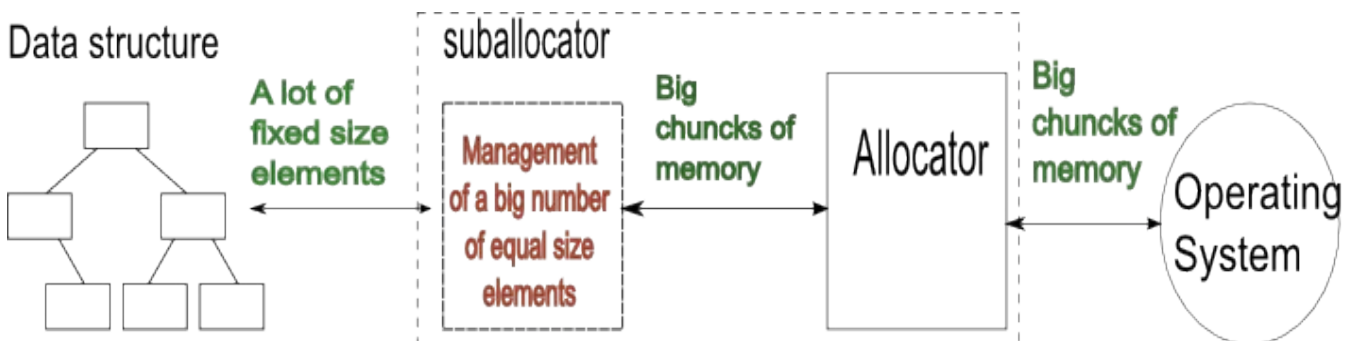 Data structure
A lot of
fixed size
elements
suballocator
Management
of a big number
of equal size
elements
Big
chuncks of
memory
Allocator
Big
chuncks of
memory
Operating
System